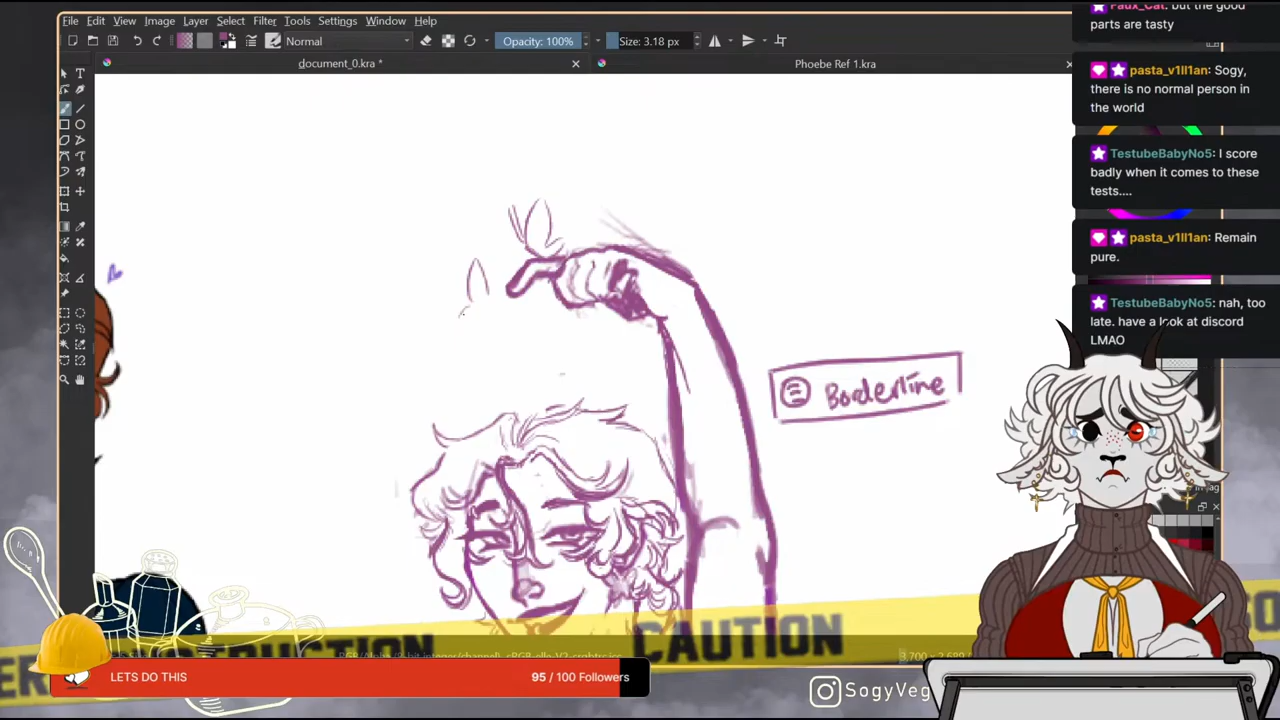 File Edit View Image Layer Select Filter Tools Settings Window Help
Normal
Opacity: 100%
Size: 3.18 px
document_0.kra *
Phoebe Ref 1.kra
Faux_Cat: but the good
parts are tasty
pasta_v1ll1an: Sogy,
there is no normal person in
the world
TestubeBabyNo5: I score
badly when it comes to these
tests....
pasta_v1ll1an: Remain
pure.
TestubeBabyNo5: nah, too
late. have a look at discord
LMAO
Borderline
CAUTION
LETS DO THIS
95 / 100 Followers
SogyVeg